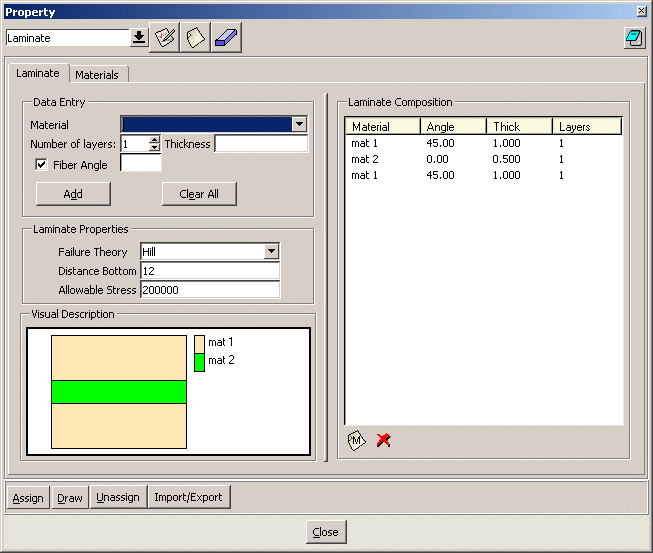 Property
Laminate
Laminate Materials
Data Entry
Material
Number of layers: 1 Thickness
Fiber Angle
Add Clear All
Laminate Properties
Failure Theory Hill
Distance Bottom 12
Allowable Stress 200000
Visual Description
mat 1
mat 2
Laminate Composition
Material Angle Thick Layers
mat 1 45.00 1.000 1
mat 2 0.00 0.500 1
mat 1 45.00 1.000 1
M
Assign Draw Unassign Import/Export
Close